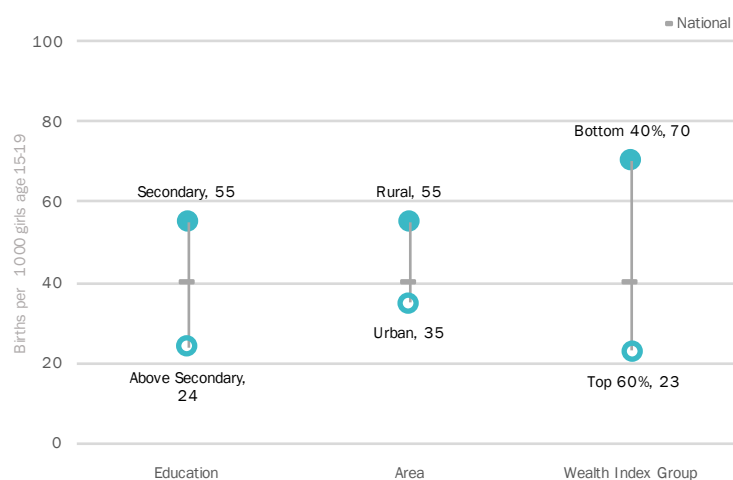 National
100
80
60
40
20
0
Births per 1000 girls age 15-19
Bottom 40%, 70
Secondary, 55
Rural, 55
Urban, 35
Above Secondary,
24
Top 60%, 23
Education
Area
Wealth Index Group